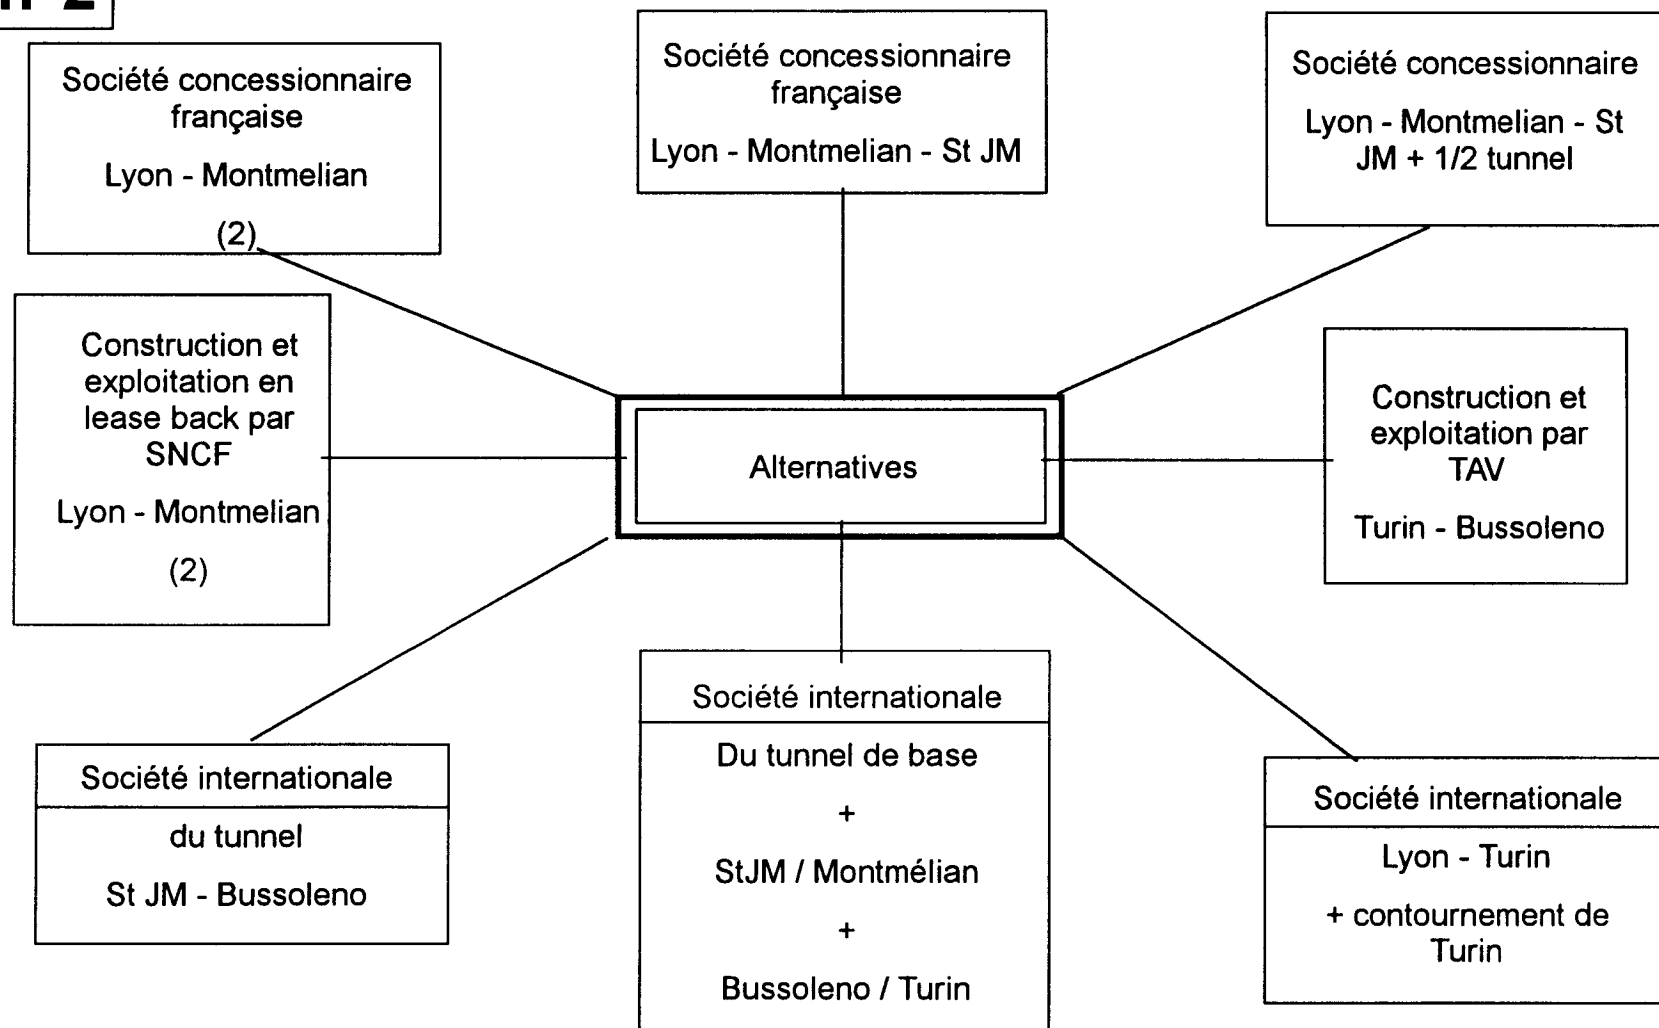 n°2
Société concessionnaire
française
Lyon - Montmelian
(2)
Société concessionnaire
française
Lyon - Montmelian - St JM
Société concessionnaire
Lyon - Montmelian - St
JM + 1/2 tunnel
Construction et
exploitation en
lease back par
SNCF
Lyon - Montmelian
(2)
Alternatives
Construction et
exploitation par
TAV
Turin - Bussoleno
Société internationale
du tunnel
St JM - Bussoleno
Société internationale
Du tunnel de base
+
StJM / Montmélian
+
Bussoleno / Turin
Société internationale
Lyon - Turin
+ contournement de
Turin